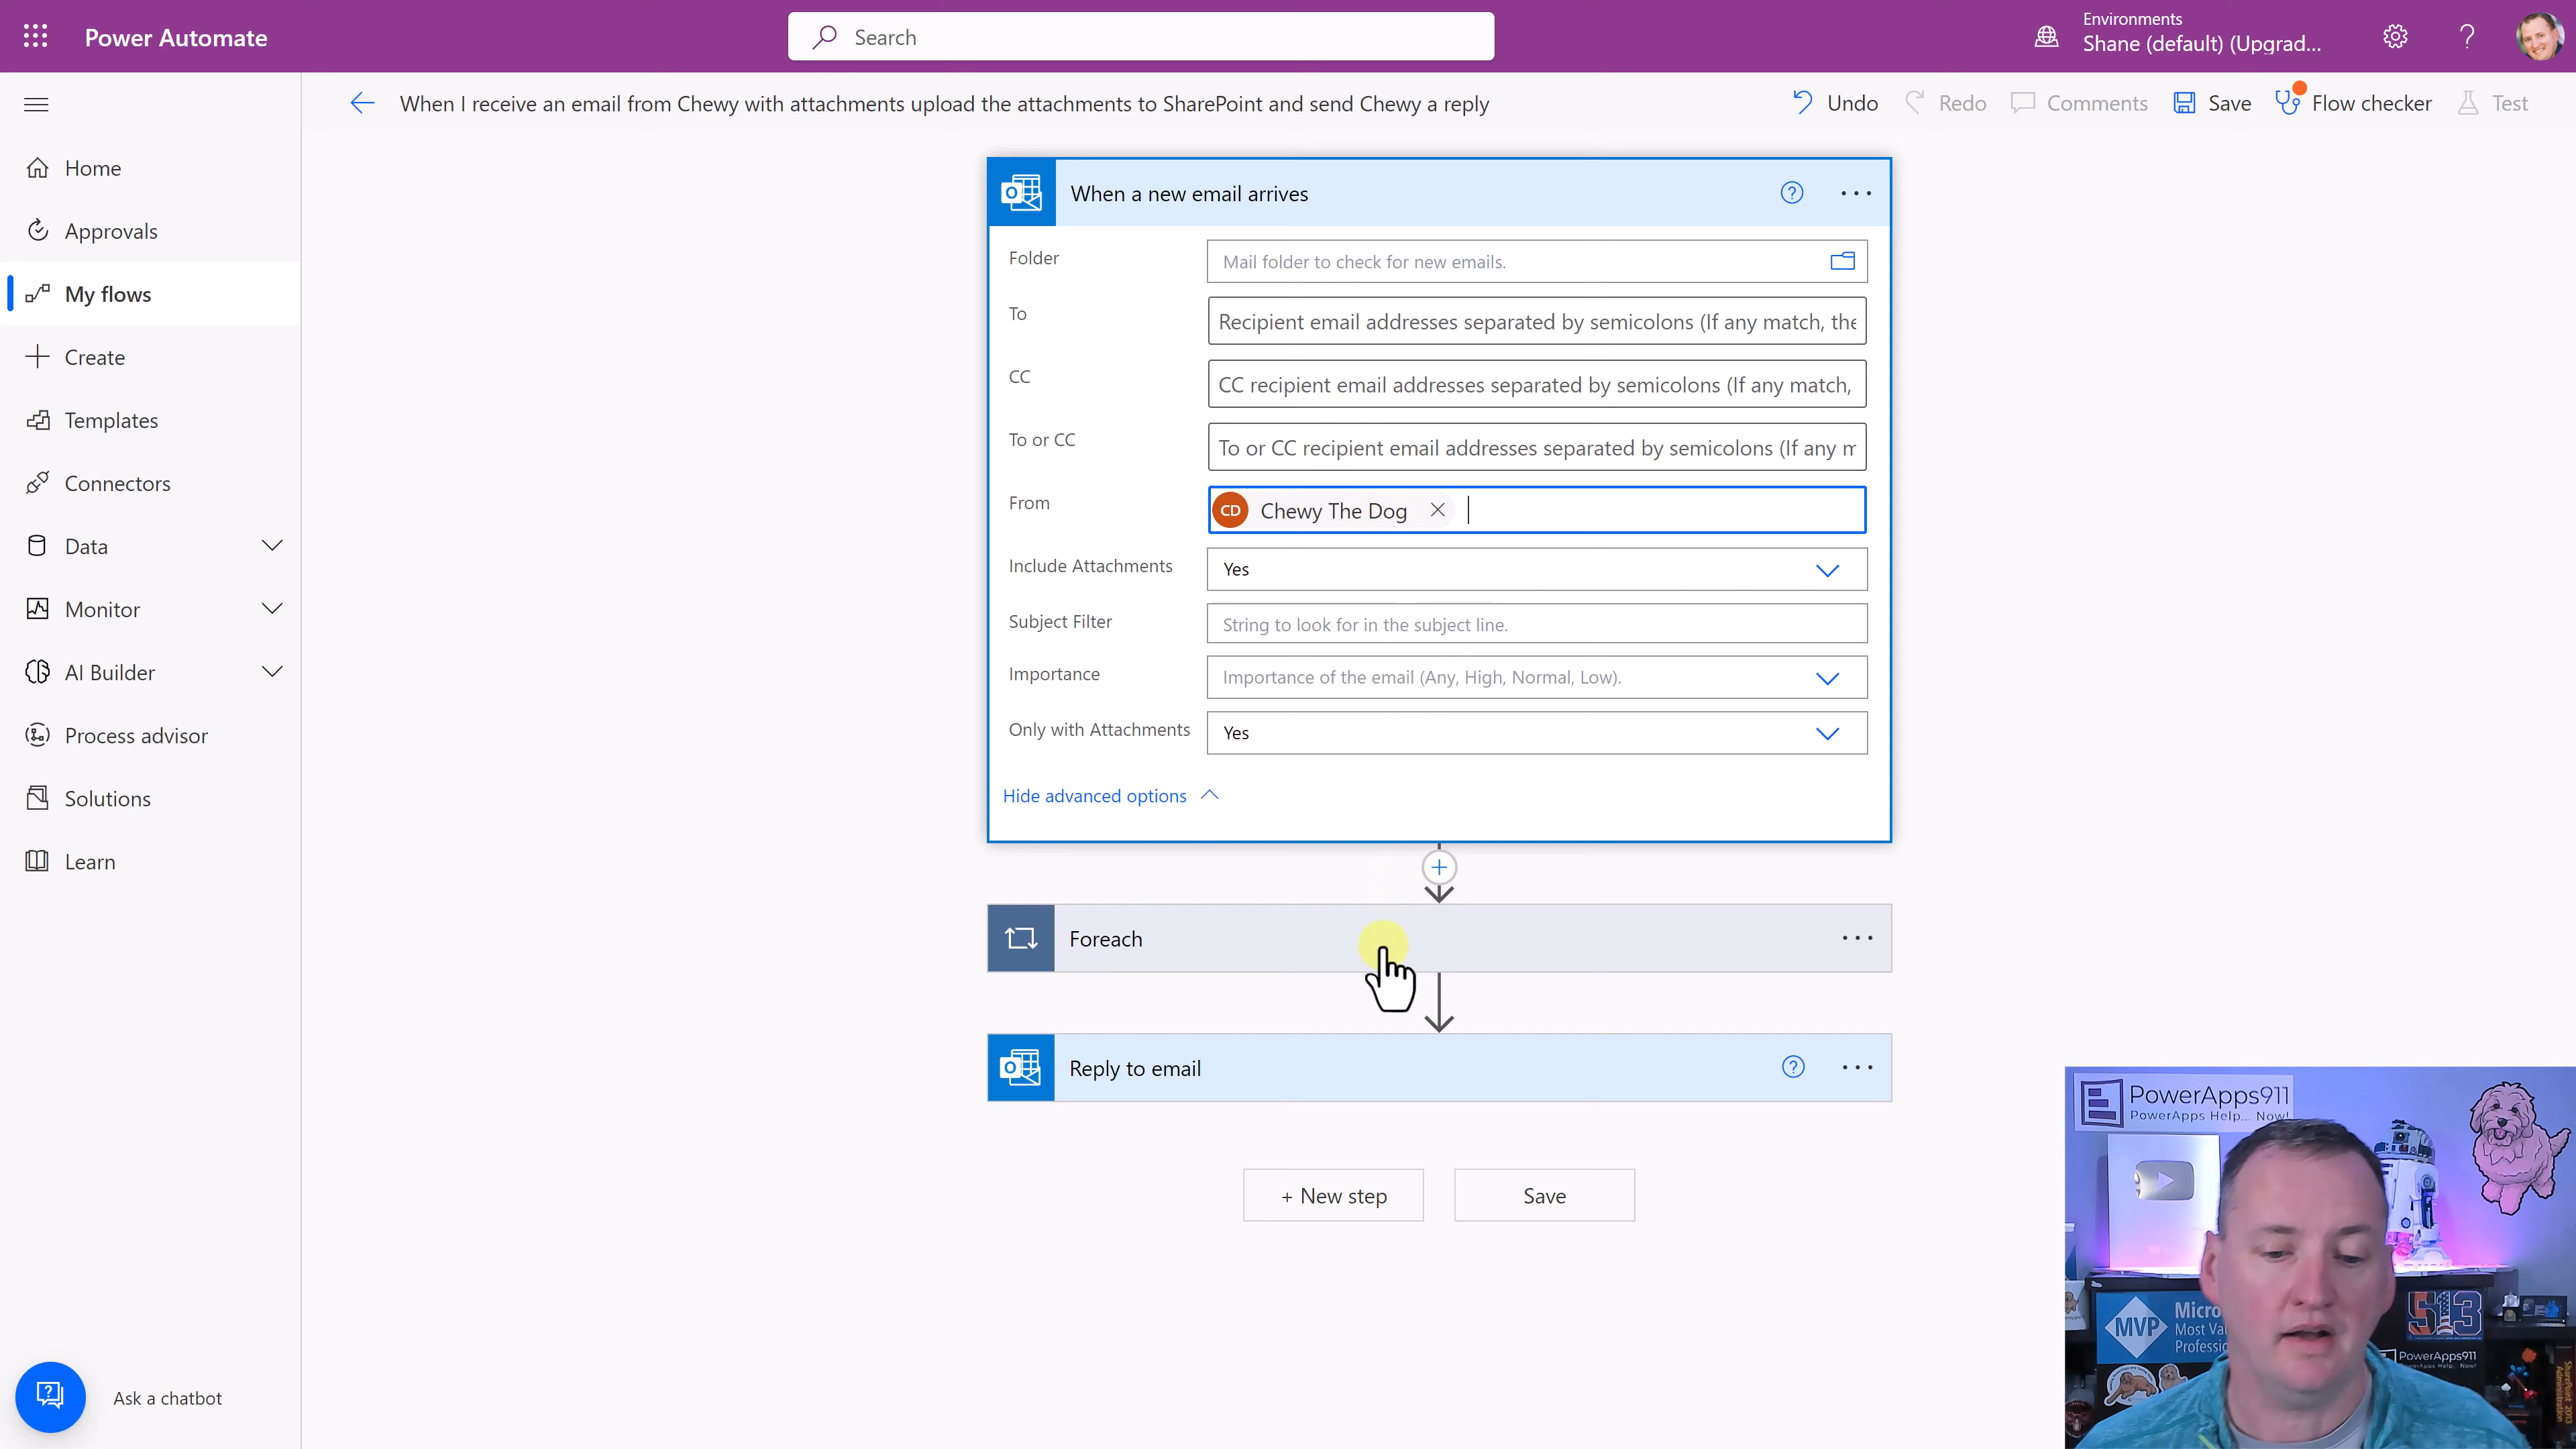 Power Automate
Search
Environments
Shane (default) (Upgrad...
When I receive an email from Chewy with attachments upload the attachments to SharePoint and send Chewy a reply
Undo
Redo
Comments
Save
Flow checker
Test
Home
Approvals
My flows
Create
Templates
Connectors
Data
Monitor
AI Builder
Process advisor
Solutions
Learn
Ask a chatbot
When a new email arrives
Folder
Mail folder to check for new emails.
To
Recipient email addresses separated by semicolons (If any match, the
CC
CC recipient email addresses separated by semicolons (If any match,
To or CC
To or CC recipient email addresses separated by semicolons (If any m
From
CD Chewy The Dog
Include Attachments
Yes
Subject Filter
String to look for in the subject line.
Importance
Importance of the email (Any, High, Normal, Low).
Only with Attachments
Yes
Hide advanced options
Foreach
Reply to email
+ New step
Save
PowerApps911
PowerApps Help... Now!
MVP
Micro
Most Va
Professi
513
PowerApps911
PowerApps Help... Now!